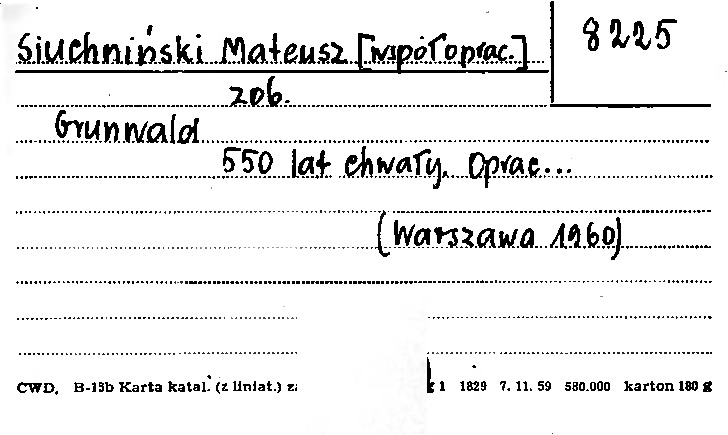 Siuchniński Mateusz [współoprac.]
8225
zob.
Grunwald
550 lat chwały. Oprac...
(Warszawa 1960)
CWD, B-15b Karta katal. (z liniat.) 1 1829 7. 11. 59 580.000 karton 180 g